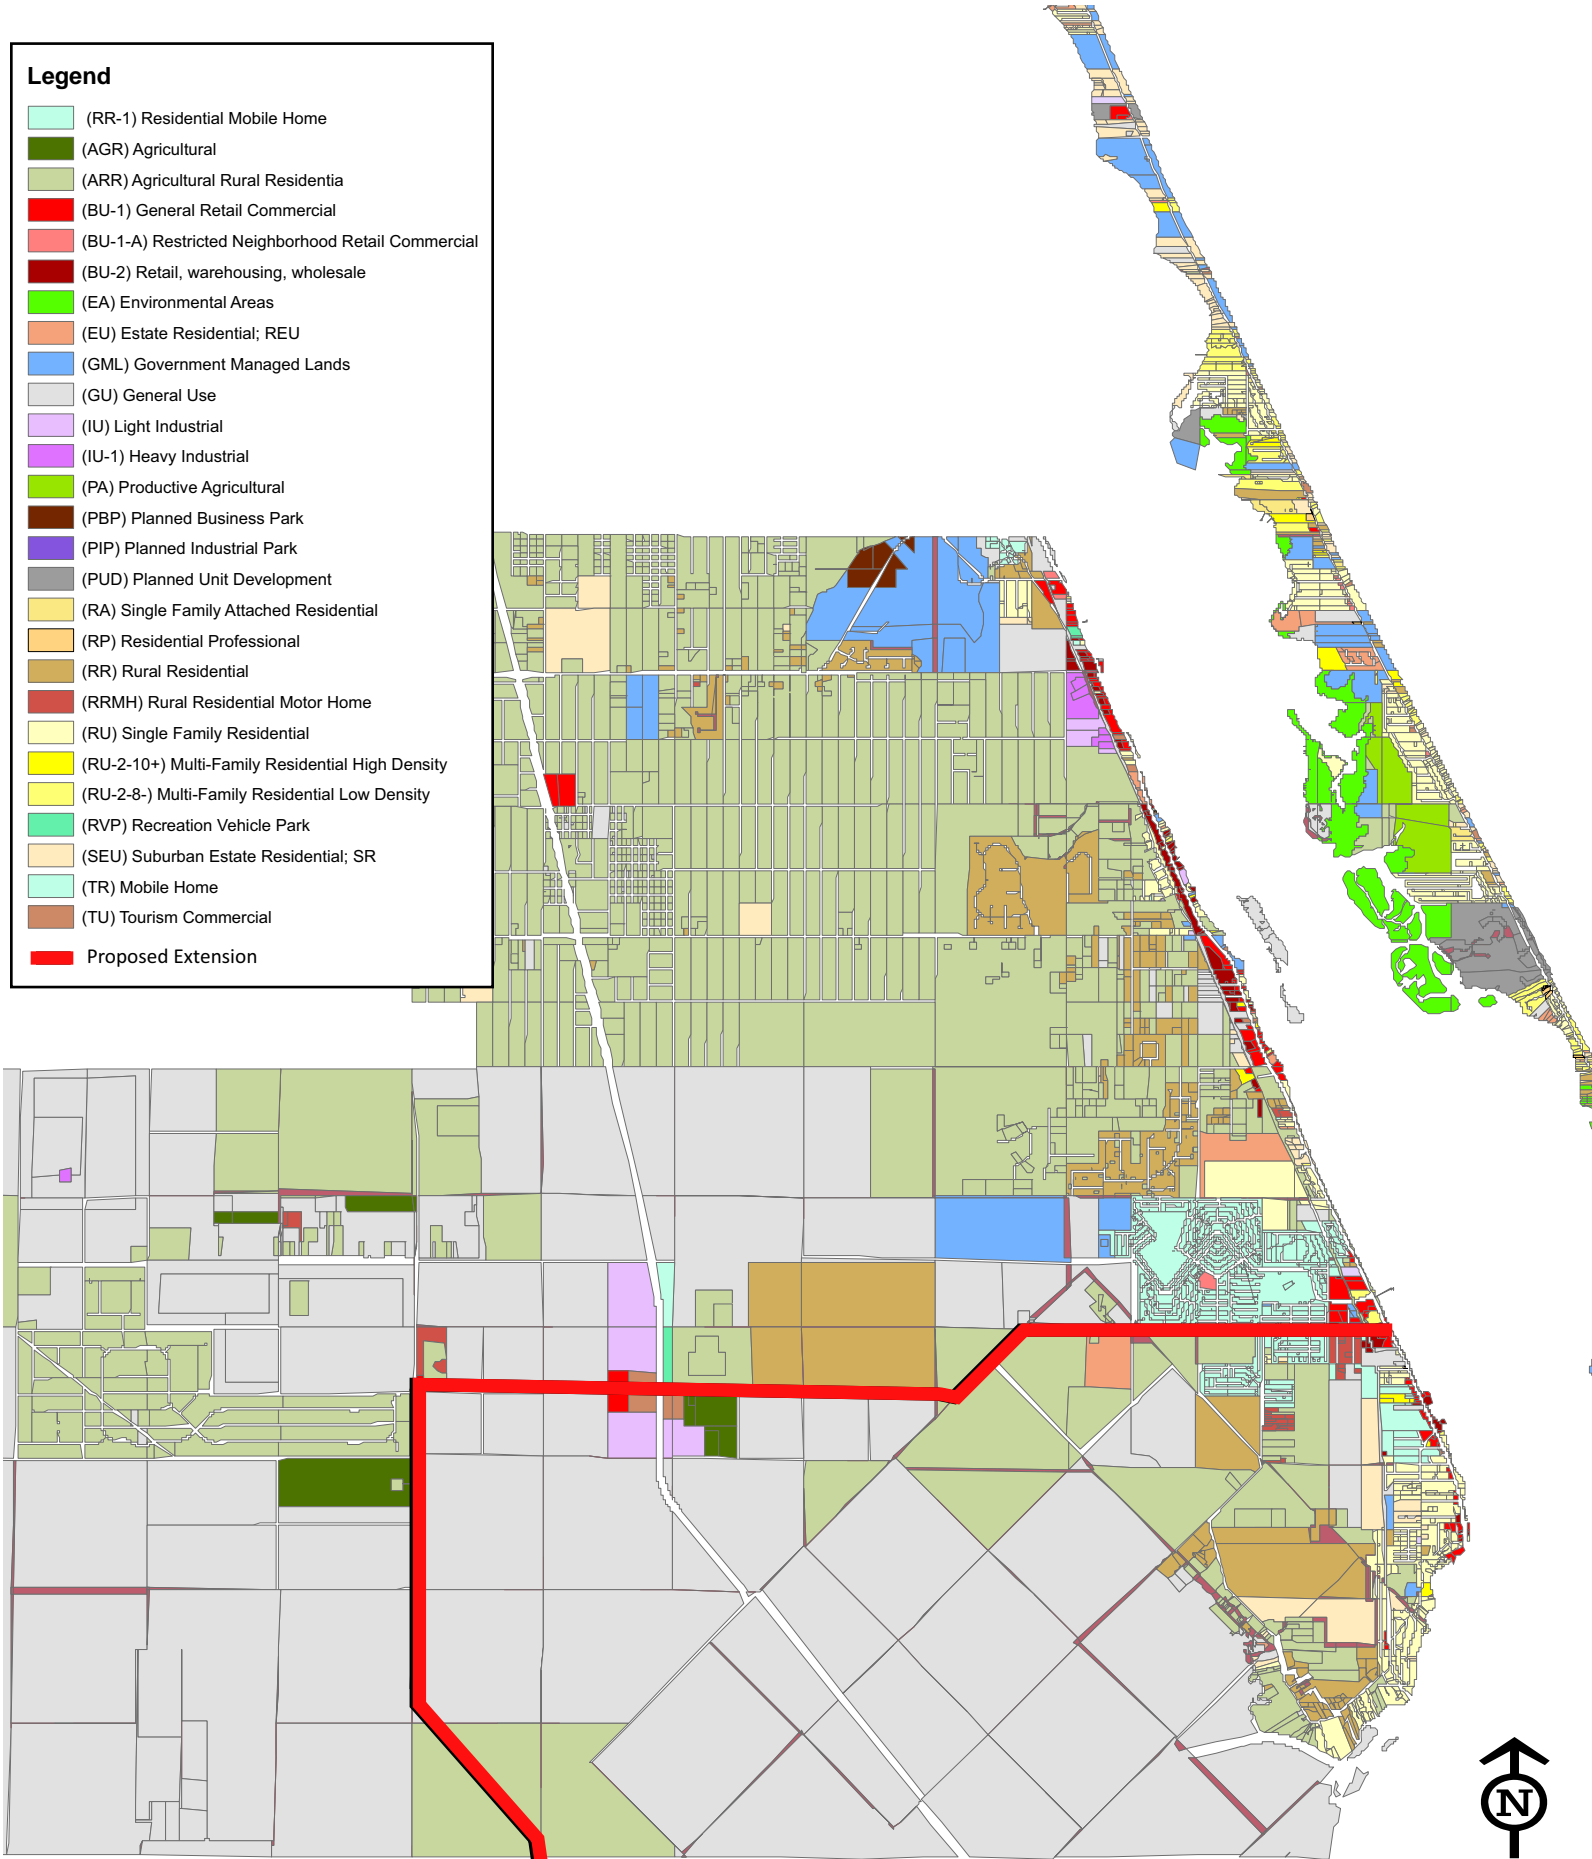 Legend
(RR-1) Residential Mobile Home
(AGR) Agricultural
(ARR) Agricultural Rural Residentia
(BU-1) General Retail Commercial
(BU-1-A) Restricted Neighborhood Retail Commercial
(BU-2) Retail, warehousing, wholesale
(EA) Environmental Areas
(EU) Estate Residential; REU
(GML) Government Managed Lands
(GU) General Use
(IU) Light Industrial
(IU-1) Heavy Industrial
(PA) Productive Agricultural
(PBP) Planned Business Park
(PIP) Planned Industrial Park
(PUD) Planned Unit Development
(RA) Single Family Attached Residential
(RP) Residential Professional
(RR) Rural Residential
(RRMH) Rural Residential Motor Home
(RU) Single Family Residential
(RU-2-10+) Multi-Family Residential High Density
(RU-2-8-) Multi-Family Residential Low Density
(RVP) Recreation Vehicle Park
(SEU) Suburban Estate Residential; SR
(TR) Mobile Home
(TU) Tourism Commercial
Proposed Extension
N